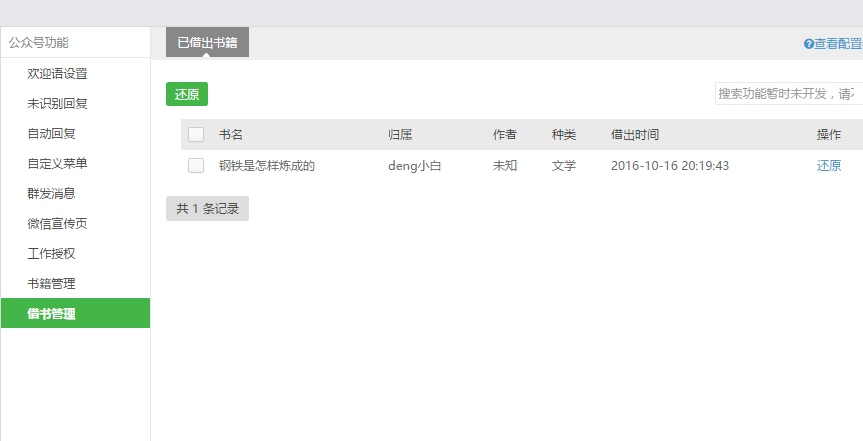 公众号功能
欢迎语设置
未识别回复
自动回复
自定义菜单
群发消息
微信宣传页
工作授权
书籍管理
借书管理
已借出书籍
查看配置
还原
搜索功能暂时未开发，请
书名 归属 作者 种类 借出时间 操作
钢铁是怎样炼成的 deng小白 未知 文学 2016-10-16 20:19:43 还原
共 1 条记录